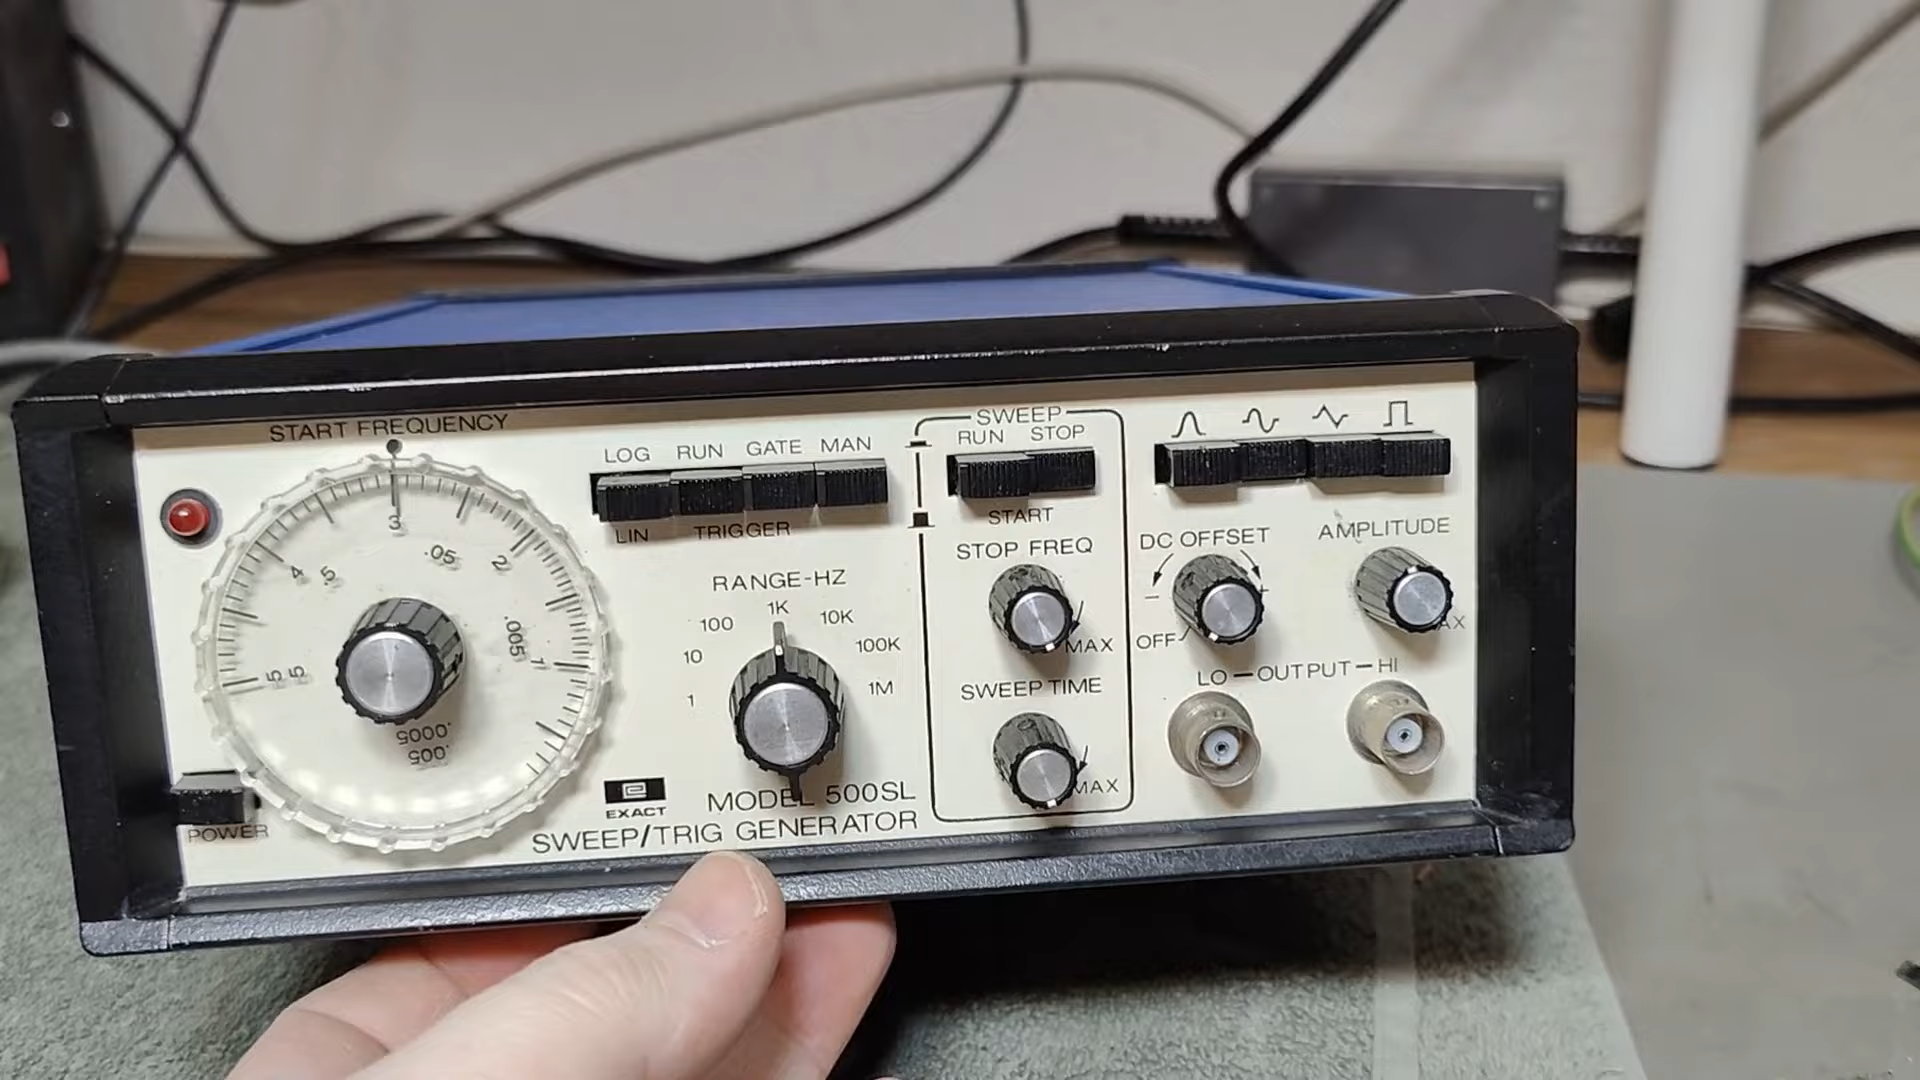 START FREQUENCY
3
.05
2
4
.5
.005
1
5
5
.0005
.005
POWER
LOG RUN GATE MAN
LIN TRIGGER
RANGE-HZ
1K
100 10K
10 100K
1 1M
EXACT
MODEL 500SL
SWEEP/TRIG GENERATOR
SWEEP
RUN STOP
START
STOP FREQ
MAX
SWEEP TIME
MAX
DC OFFSET
− +
OFF
AMPLITUDE
LO—OUTPUT—HI